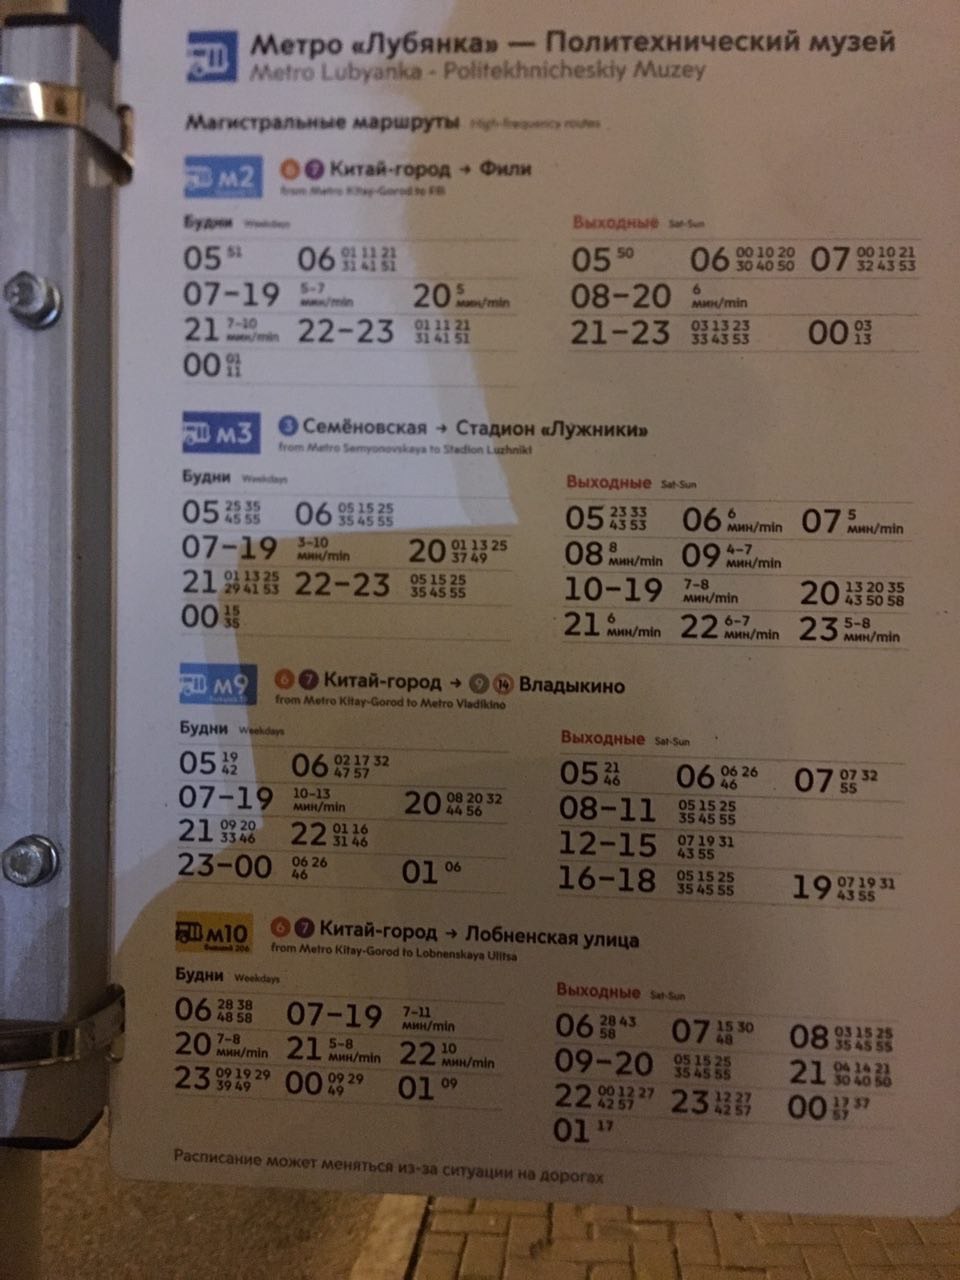 Метро «Лубянка» — Политехнический музей
Metro Lubyanka - Politekhnicheskiy Muzey
Магистральные маршруты High-frequency routes
м2 6 7 Китай-город → Фили
from Metro Kitay-Gorod to Fili
Будни Weekdays
05 51 06 01 11 21 31 41 51
07–19 5–7 мин/min 20 5 мин/min
21 7–10 мин/min 22–23 01 11 21 31 41 51
00 01 11
Выходные Sat-Sun
05 50 06 00 10 20 30 40 50 07 00 10 21 32 43 53
08–20 6 мин/min
21–23 03 13 23 33 43 53 00 03 13
м3 3 Семёновская → Стадион «Лужники»
from Metro Semyonovskaya to Stadion Luzhniki
Будни Weekdays
05 25 35 45 55 06 05 15 25 35 45 55
07–19 3–10 мин/min 20 01 13 25 37 49
21 01 13 25 29 41 53 22–23 05 15 25 35 45 55
00 15 35
Выходные Sat-Sun
05 23 33 43 53 06 6 мин/min 07 5 мин/min
08 8 мин/min 09 4–7 мин/min
10–19 7–8 мин/min 20 13 20 35 43 50 58
21 6 мин/min 22 6–7 мин/min 23 5–8 мин/min
м9 6 7 Китай-город → 9 14 Владыкино
from Metro Kitay-Gorod to Metro Vladikino
Будни Weekdays
05 19 42 06 02 17 32 47 57
07–19 10–13 мин/min 20 08 20 32 44 56
21 09 20 33 46 22 01 16 31 46
23–00 06 26 46 01 06
Выходные Sat-Sun
05 21 46 06 06 26 46 07 07 32 55
08–11 05 15 25 35 45 55
12–15 07 19 31 43 55
16–18 05 15 25 35 45 55 19 07 19 31 43 55
м10 6 7 Китай-город → Лобненская улица
from Metro Kitay-Gorod to Lobnenskaya Ulitsa
Будни Weekdays
06 28 38 48 58 07–19 7–11 мин/min
20 7–8 мин/min 21 5–8 мин/min 22 10 мин/min
23 09 19 29 39 49 00 09 29 49 01 09
Выходные Sat-Sun
06 28 43 58 07 15 30 48 08 03 15 25 35 45 55
09–20 05 15 25 35 45 55 21 04 14 21 30 40 50
22 00 12 27 42 57 23 12 27 42 57 00 17 37 57
01 17
Расписание может меняться из-за ситуации на дорогах